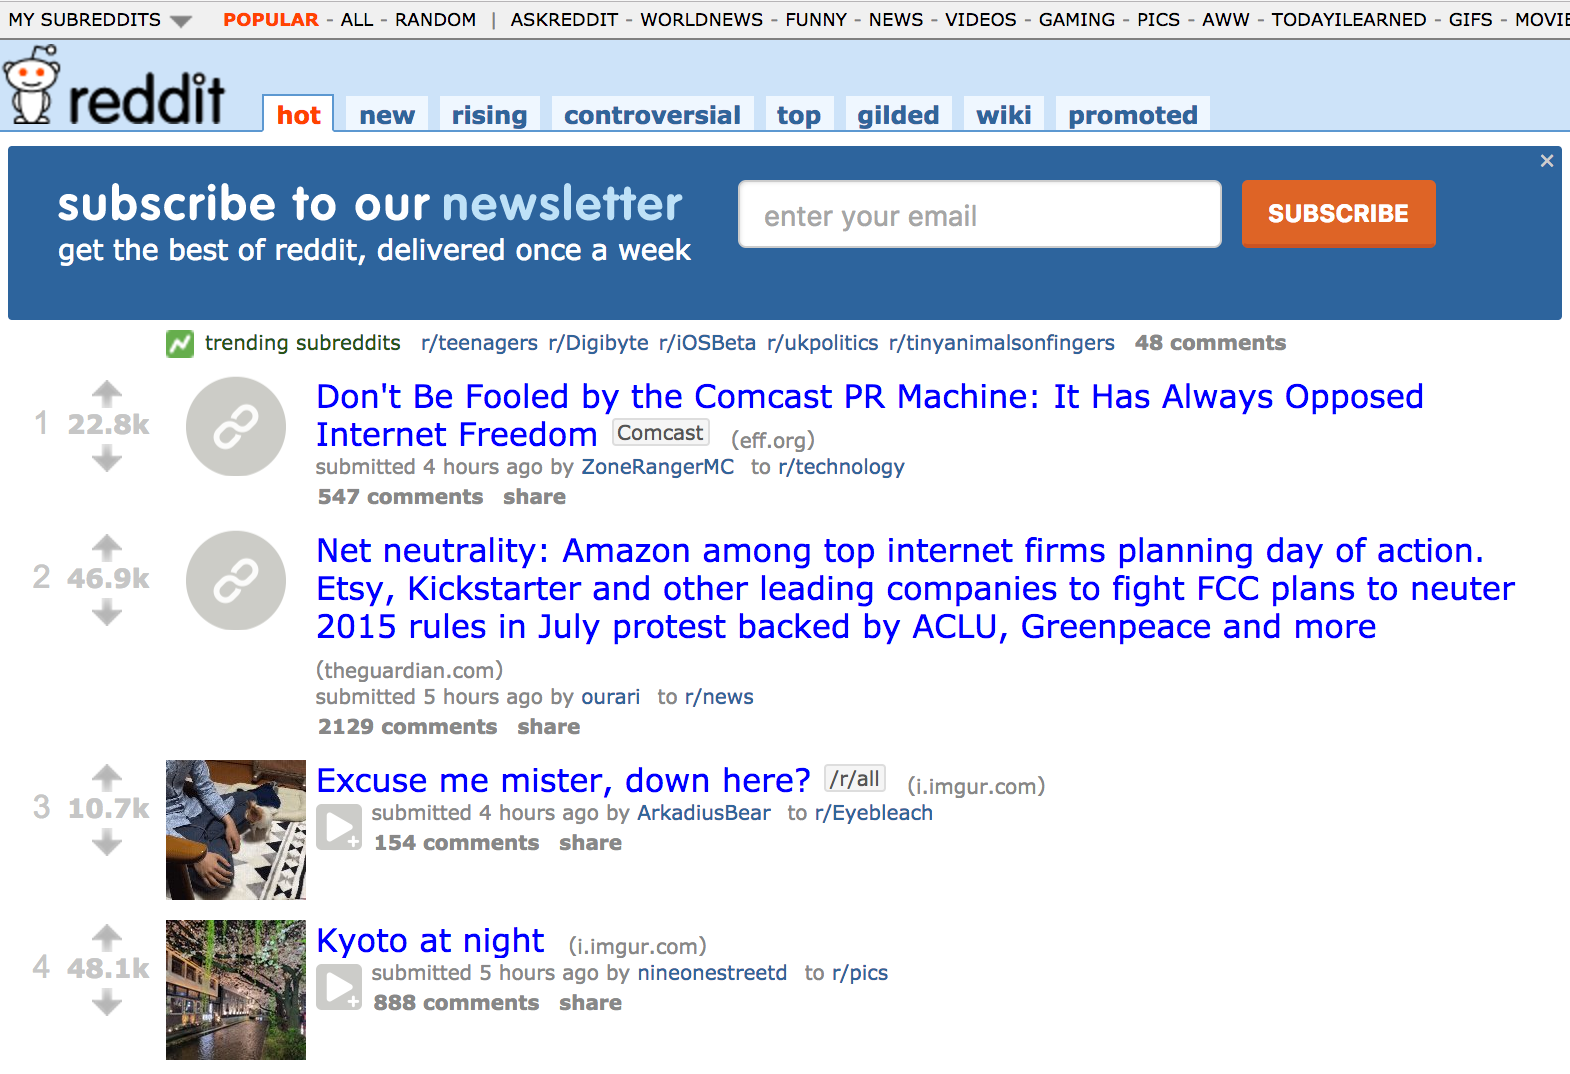 MY SUBREDDITS POPULAR - ALL - RANDOM | ASKREDDIT - WORLDNEWS - FUNNY - NEWS - VIDEOS - GAMING - PICS - AWW - TODAYILEARNED - GIFS - MOVIE
reddit hot new rising controversial top gilded wiki promoted
subscribe to our newsletter
get the best of reddit, delivered once a week
enter your email
SUBSCRIBE
×
trending subreddits r/teenagers r/Digibyte r/iOSBeta r/ukpolitics r/tinyanimalsonfingers 48 comments
1 22.8k
Don't Be Fooled by the Comcast PR Machine: It Has Always Opposed
Internet Freedom Comcast (eff.org)
submitted 4 hours ago by ZoneRangerMC to r/technology
547 comments share
2 46.9k
Net neutrality: Amazon among top internet firms planning day of action.
Etsy, Kickstarter and other leading companies to fight FCC plans to neuter
2015 rules in July protest backed by ACLU, Greenpeace and more
(theguardian.com)
submitted 5 hours ago by ourari to r/news
2129 comments share
3 10.7k
Excuse me mister, down here? /r/all (i.imgur.com)
submitted 4 hours ago by ArkadiusBear to r/Eyebleach
154 comments share
4 48.1k
Kyoto at night (i.imgur.com)
submitted 5 hours ago by nineonestreetd to r/pics
888 comments share